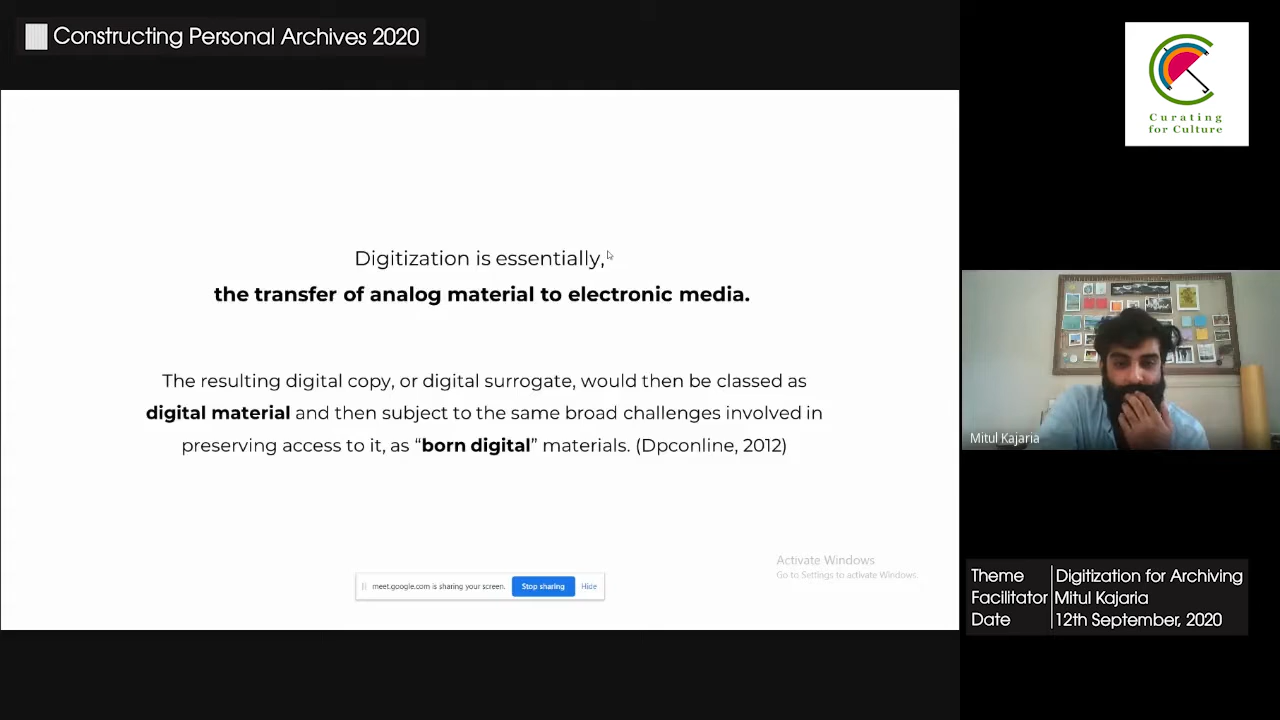 Constructing Personal Archives 2020
Curating
for Culture
Digitization is essentially,
the transfer of analog material to electronic media.
The resulting digital copy, or digital surrogate, would then be classed as
digital material and then subject to the same broad challenges involved in
preserving access to it, as “born digital” materials. (Dpconline, 2012)
Mitul Kajaria
Activate Windows
Go to Settings to activate Windows.
meet.google.com is sharing your screen. Stop sharing Hide
Theme Digitization for Archiving
Facilitator Mitul Kajaria
Date 12th September, 2020